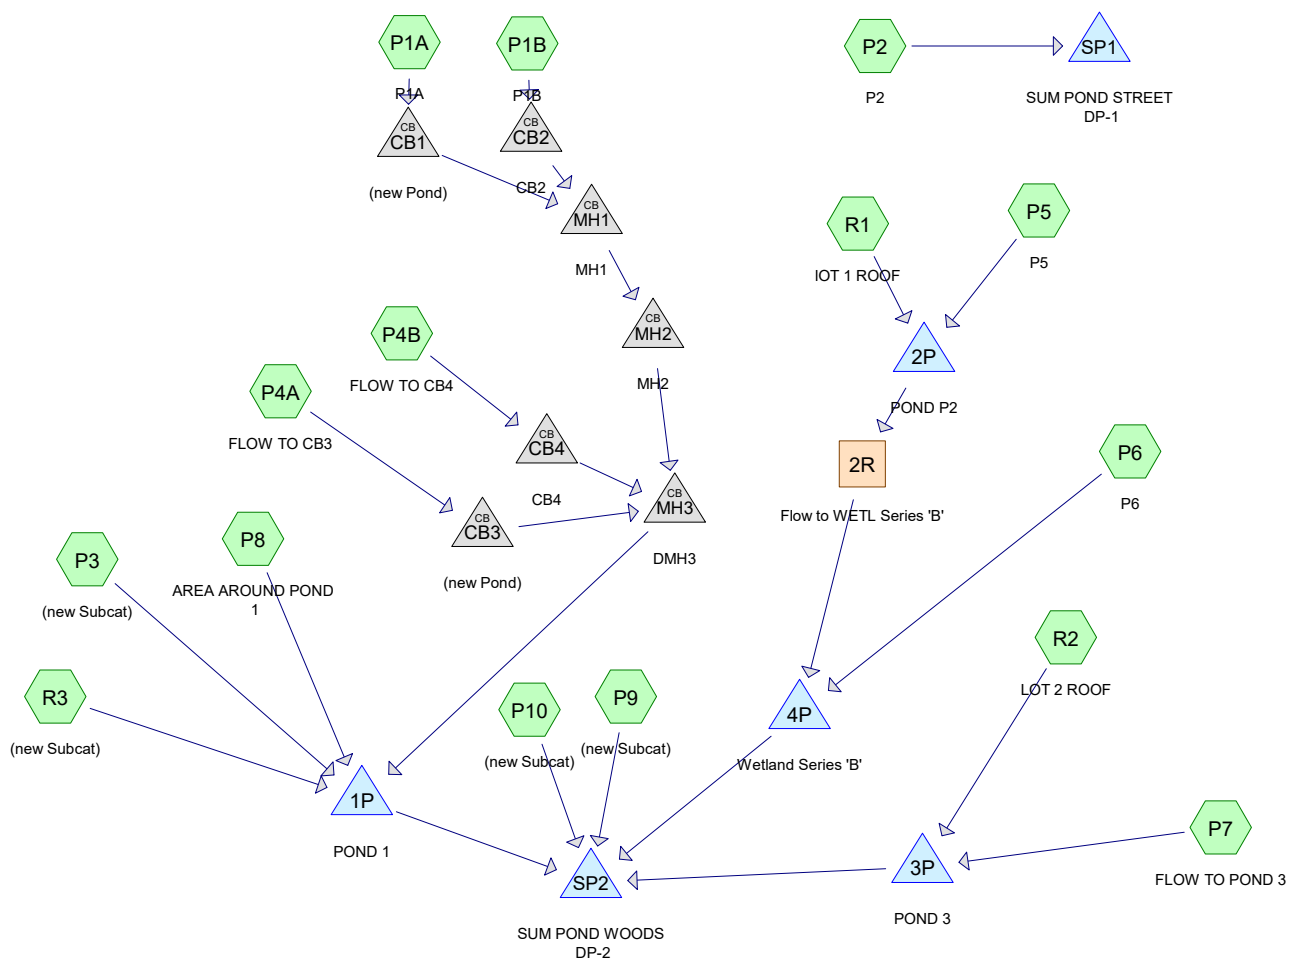 P1A
P1A
P1B
P1B
P2
P2
SP1
SUM POND STREET
DP-1
CB
CB1
(new Pond)
CB
CB2
CB2
CB
MH1
MH1
R1
IOT 1 ROOF
P5
P5
CB
MH2
MH2
P4B
FLOW TO CB4
P4A
FLOW TO CB3
2P
POND P2
CB
CB4
CB4
2R
Flow to WETL Series 'B'
P6
P6
CB
CB3
(new Pond)
CB
MH3
DMH3
P3
(new Subcat)
P8
AREA AROUND POND
1
R2
LOT 2 ROOF
R3
(new Subcat)
P10
(new Subcat)
P9
(new Subcat)
4P
Wetland Series 'B'
1P
POND 1
SP2
SUM POND WOODS
DP-2
3P
POND 3
P7
FLOW TO POND 3